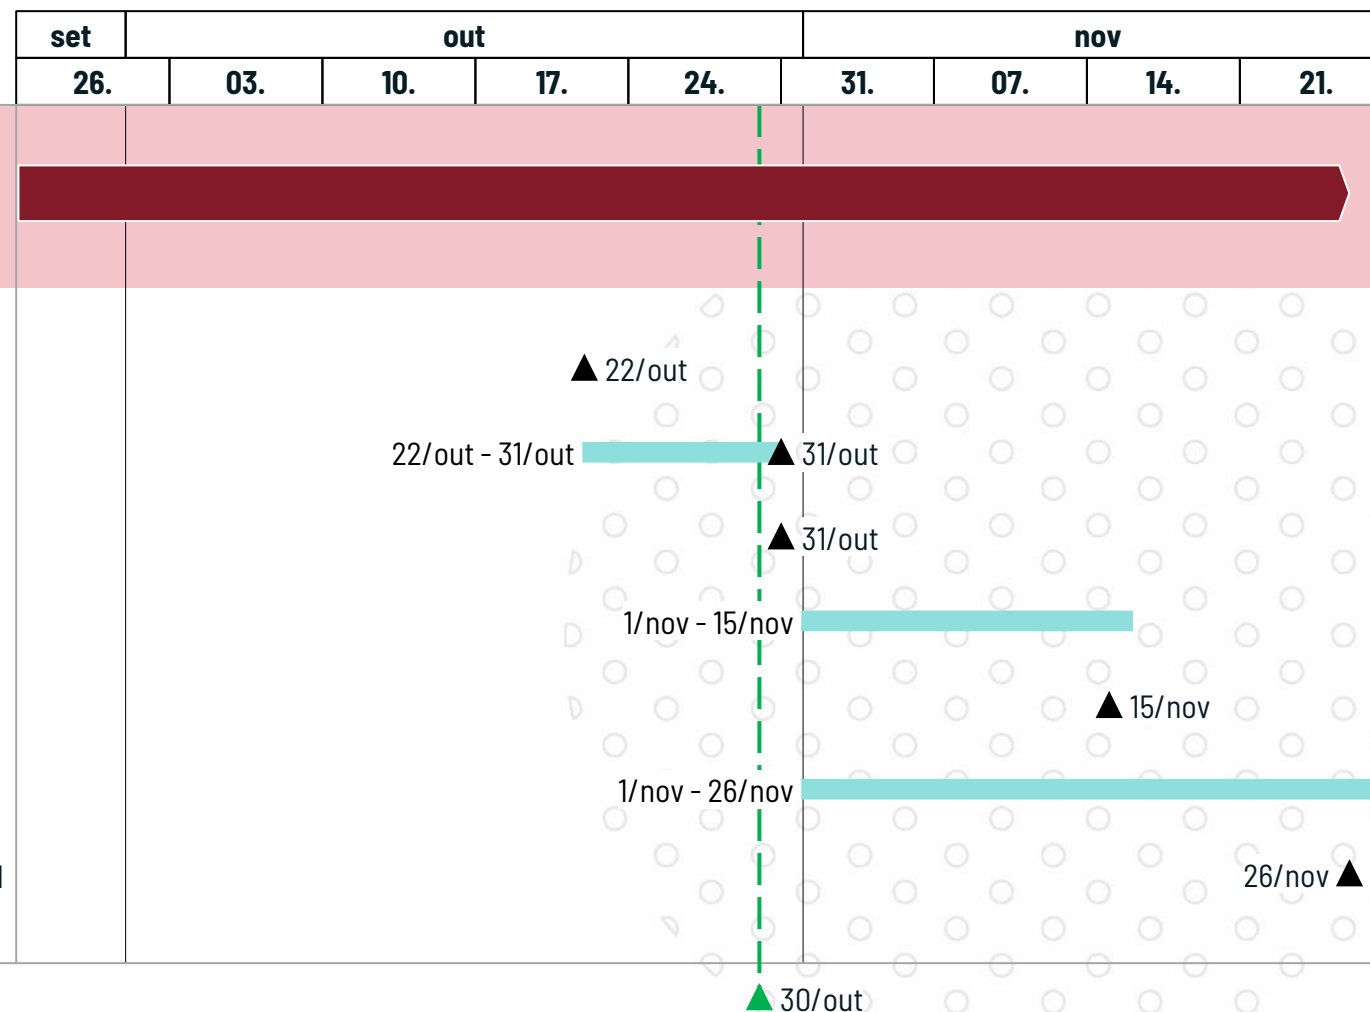 set out nov
26. 03. 10. 17. 24. 31. 07. 14. 21.
22/out
22/out - 31/out 31/out
31/out
1/nov - 15/nov
15/nov
1/nov - 26/nov
26/nov
30/out